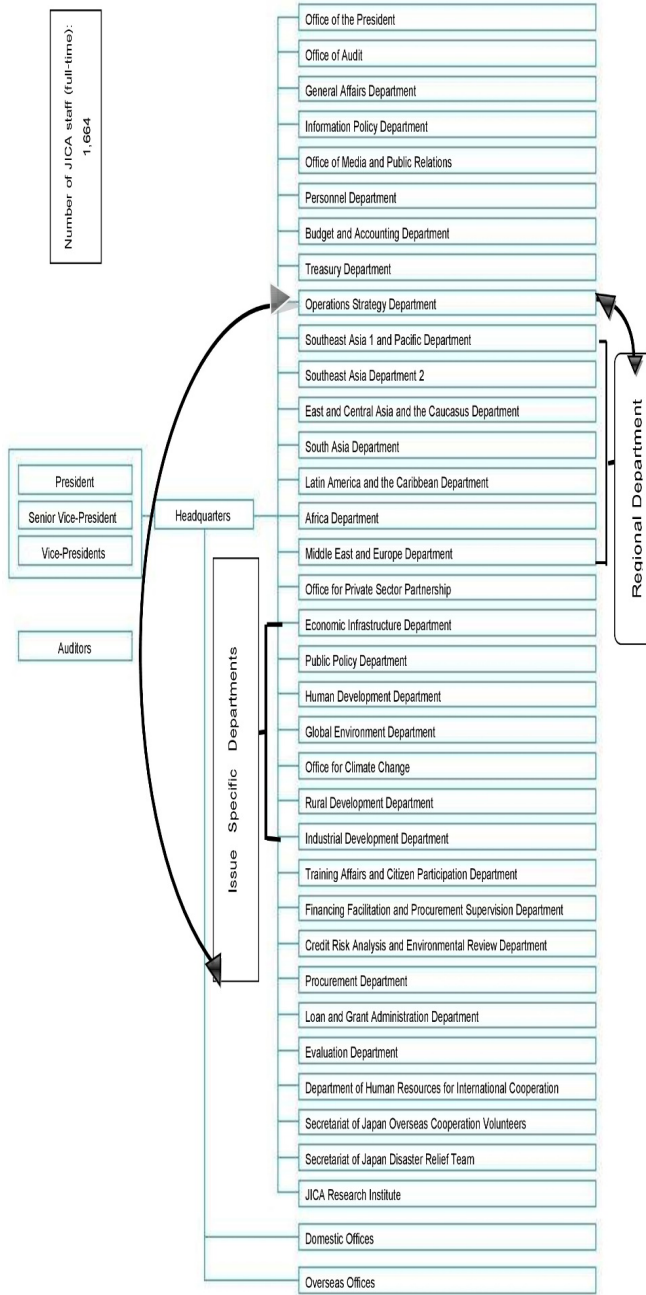 Number of JICA staff (full-time):
1,664
President
Senior Vice-President
Vice-Presidents
Auditors
Headquarters
Issue Specific Departments
Office of the President
Office of Audit
General Affairs Department
Information Policy Department
Office of Media and Public Relations
Personnel Department
Budget and Accounting Department
Treasury Department
Operations Strategy Department
Southeast Asia 1 and Pacific Department
Southeast Asia Department 2
East and Central Asia and the Caucasus Department
South Asia Department
Latin America and the Caribbean Department
Africa Department
Middle East and Europe Department
Office for Private Sector Partnership
Economic Infrastructure Department
Public Policy Department
Human Development Department
Global Environment Department
Office for Climate Change
Rural Development Department
Industrial Development Department
Training Affairs and Citizen Participation Department
Financing Facilitation and Procurement Supervision Department
Credit Risk Analysis and Environmental Review Department
Procurement Department
Loan and Grant Administration Department
Evaluation Department
Department of Human Resources for International Cooperation
Secretariat of Japan Overseas Cooperation Volunteers
Secretariat of Japan Disaster Relief Team
JICA Research Institute
Domestic Offices
Overseas Offices
Regional Department